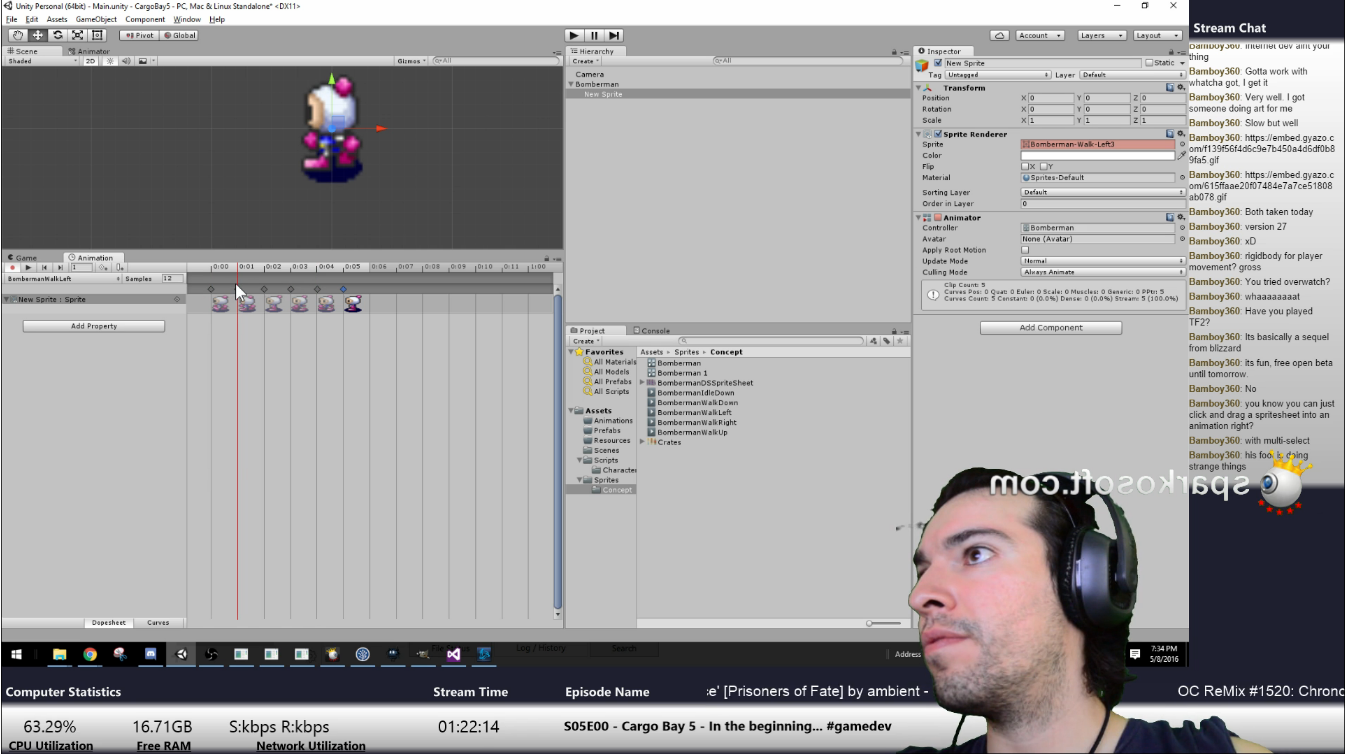 Unity Personal (64bit) - Main.unity - CargoBay5 - PC, Mac & Linux Standalone* <DX11>
File Edit Assets GameObject Component Window Help
Pivot Global
Account Layers Layout
Scene Animator
Shaded 2D Gizmos All
Hierarchy
Create All
Camera
Bomberman
New Sprite
Inspector
New Sprite Static
Tag Untagged Layer Default
Transform
Position X 0 Y 0 Z 0
Rotation X 0 Y 0 Z 0
Scale X 1 Y 1 Z 1
Sprite Renderer
Sprite Bomberman-Walk-Left3
Color
Flip X Y
Material Sprites-Default
Sorting Layer Default
Order in Layer 0
Animator
Controller Bomberman
Avatar None (Avatar)
Apply Root Motion
Update Mode Normal
Culling Mode Always Animate
Clip Count: 5
Curves Pos: 0 Quat: 0 Euler: 0 Scale: 0 Muscles: 0 Generic: 0 PPtr: 5
Curves Count: 5 Constant: 0 (0.0%) Dense: 0 (0.0%) Stream: 5 (100.0%)
Add Component
Game Animation
1 0:00 0:01 0:02 0:03 0:04 0:05 0:06 0:07 0:08 0:09 0:10 0:11 1:00
BombermanWalkLeft Samples 12
New Sprite : Sprite
Add Property
Dopesheet Curves
Project Console
Create
Favorites
All Materials
All Models
All Prefabs
All Scripts
Assets
Animations
Prefabs
Resources
Scenes
Scripts
Character
Sprites
Concept
Assets Sprites Concept
Bomberman
Bomberman 1
BombermanDSSpriteSheet
BombermanIdleDown
BombermanWalkDown
BombermanWalkLeft
BombermanWalkRight
BombermanWalkUp
Crates
Stream Chat
Bamboy360: internet dev aint your
thing
Bamboy360: Gotta work with
whatcha got, I get it
Bamboy360: Very well. I got
someone doing art for me
Bamboy360: Slow but well
Bamboy360: https://embed.gyazo.c
om/f139f56f4d6c9e7b450a4d6df0b8
9fa5.gif
Bamboy360: https://embed.gyazo.c
om/615ffaae20f07484e7a7ce51808
ab078.gif
Bamboy360: Both taken today
Bamboy360: version 27
Bamboy360: xD
Bamboy360: rigidbody for player
movement? gross
Bamboy360: You tried overwatch?
Bamboy360: whaaaaaaat
Bamboy360: Have you played
TF2?
Bamboy360: Its basically a sequel
from blizzard
Bamboy360: its fun, free open beta
until tomorrow.
Bamboy360: No
Bamboy360: you know you can just
click and drag a spritesheet into an
animation right?
Bamboy360: with multi-select
Bamboy360: his foot is doing
strange things
sparkosoft.com
Log / History Search
Address
7:34 PM
5/8/2016
Computer Statistics
63.29% 16.71GB S:kbps R:kbps
CPU Utilization Free RAM Network Utilization
Stream Time
01:22:14
Episode Name
S05E00 - Cargo Bay 5 - In the beginning... #gamedev
e' [Prisoners of Fate] by ambient - OC ReMix #1520: Chrono